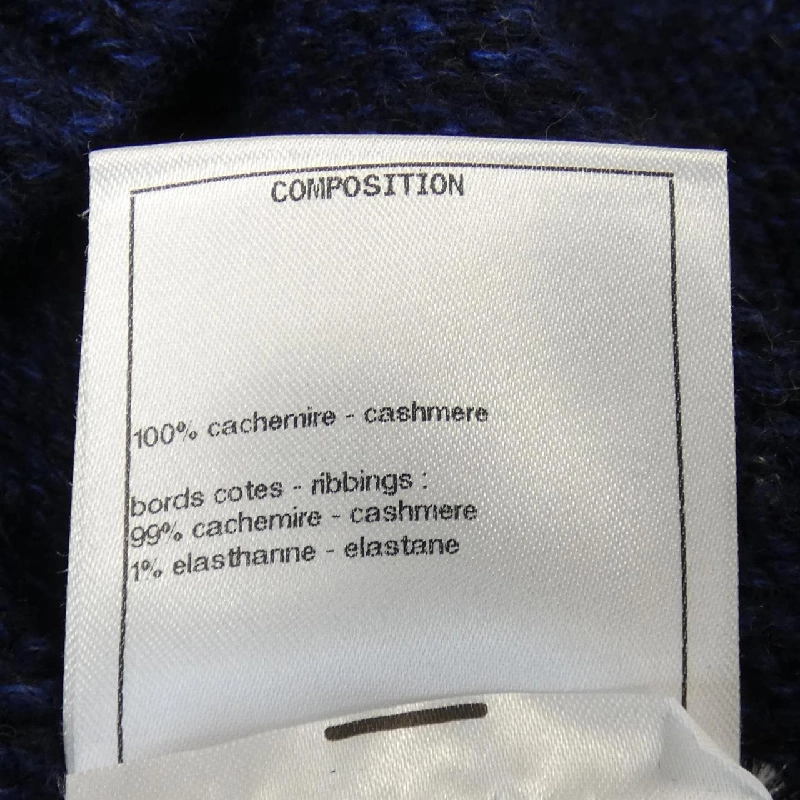 COMPOSITION
100% cachemire - cashmere
bords cotes - ribbings :
99% cachemire - cashmere
1% elasthanne - elastane